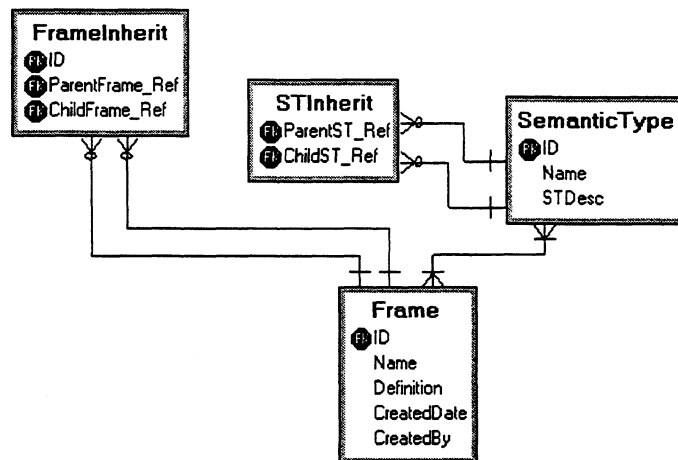 FrameInherit
ID
ParentFrame_Ref
ChildFrame_Ref
STInherit
ParentST_Ref
ChildST_Ref
SemanticType
ID
Name
STDesc
Frame
ID
Name
Definition
CreatedDate
CreatedBy